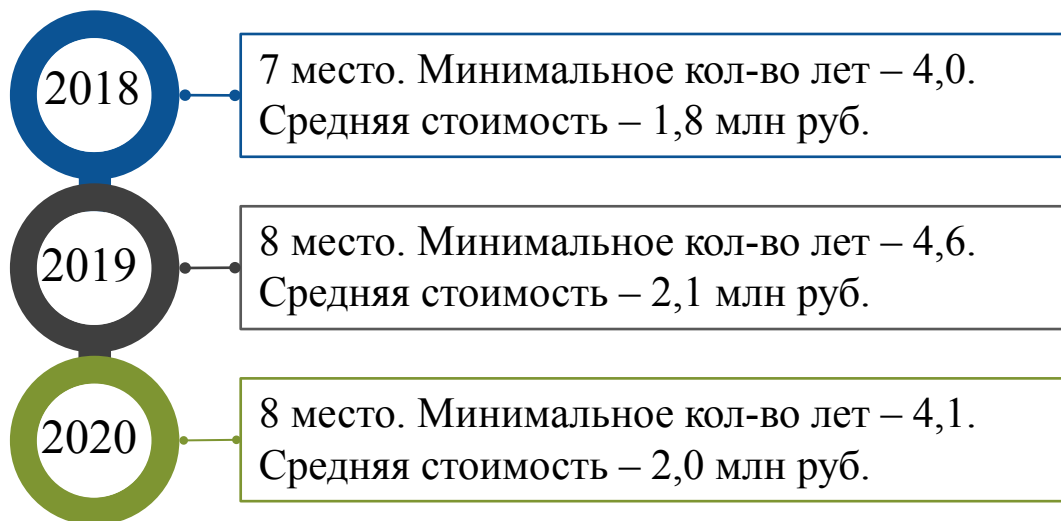 2018
7 место. Минимальное кол-во лет – 4,0.
Средняя стоимость – 1,8 млн руб.
2019
8 место. Минимальное кол-во лет – 4,6.
Средняя стоимость – 2,1 млн руб.
2020
8 место. Минимальное кол-во лет – 4,1.
Средняя стоимость – 2,0 млн руб.